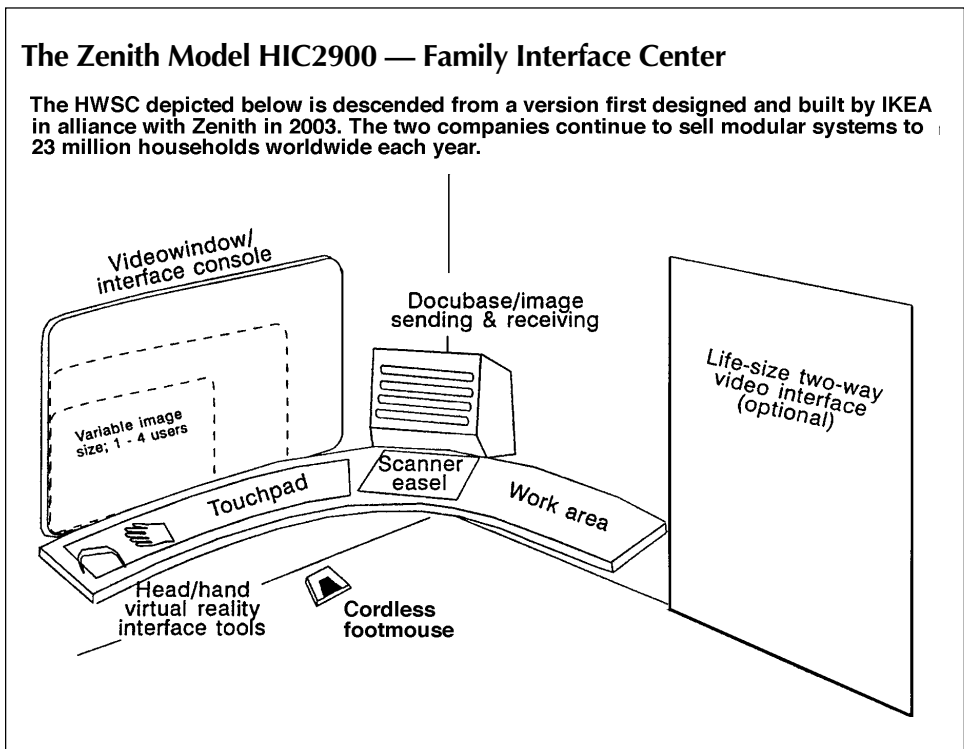 The Zenith Model HIC2900 — Family Interface Center
The HWSC depicted below is descended from a version first designed and built by IKEA
in alliance with Zenith in 2003. The two companies continue to sell modular systems to
23 million households worldwide each year.
Videowindow/
interface console
Docubase/image
sending & receiving
Life-size two-way
video interface
(optional)
Variable image
size; 1 - 4 users
Touchpad
Scanner
easel
Work area
Head/hand
virtual reality
interface tools
Cordless
footmouse